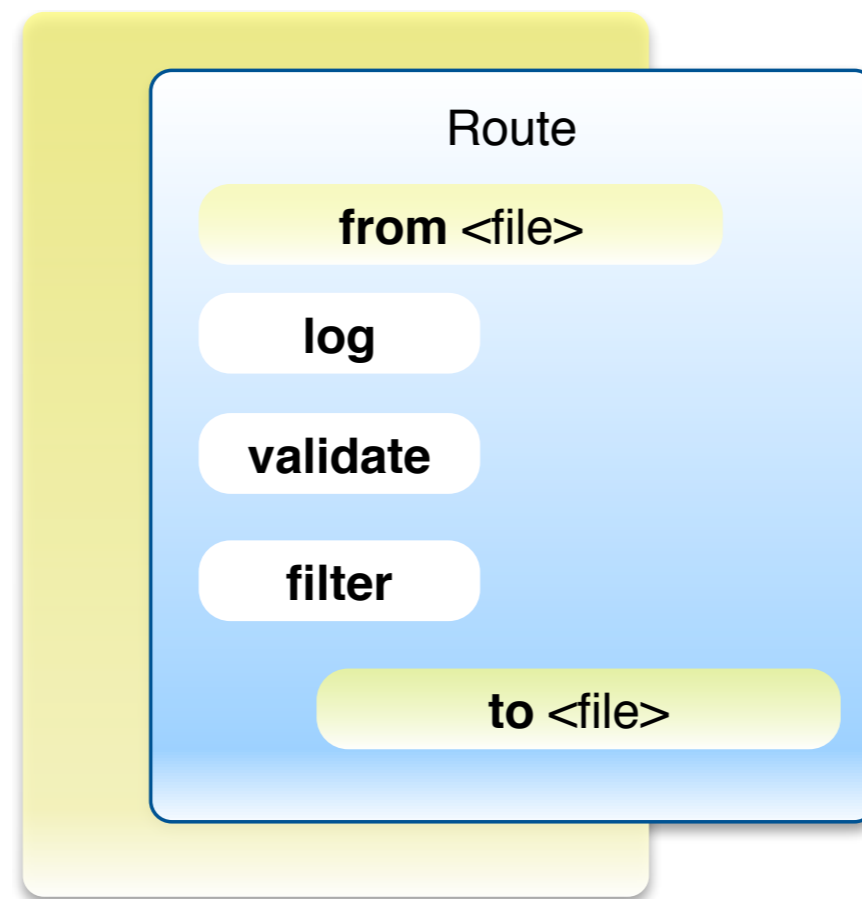 Route
from <file>
log
validate
filter
to <file>